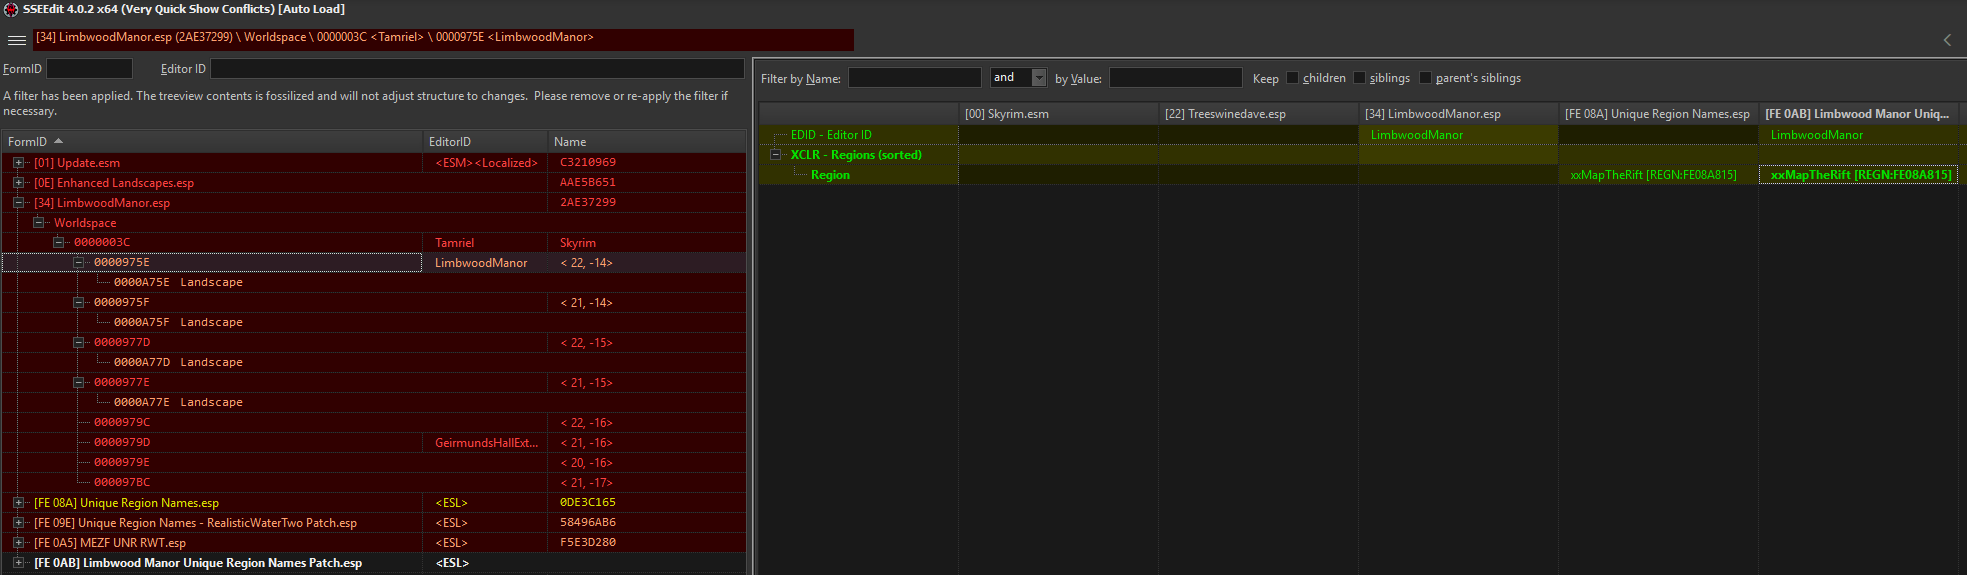 SSEEdit 4.0.2 x64 (Very Quick Show Conflicts) [Auto Load]
[34] LimbwoodManor.esp (2AE37299) \ Worldspace \ 0000003C <Tamriel> \ 0000975E <LimbwoodManor>
FormID Editor ID
A filter has been applied. The treeview contents is fossilized and will not adjust structure to changes.  Please remove or re-apply the filter if
necessary.
FormID EditorID Name
[01] Update.esm <ESM><Localized> C3210969
[0E] Enhanced Landscapes.esp AAE5B651
[34] LimbwoodManor.esp 2AE37299
Worldspace
0000003C Tamriel Skyrim
0000975E LimbwoodManor < 22, -14>
0000A75E Landscape
0000975F < 21, -14>
0000A75F Landscape
0000977D < 22, -15>
0000A77D Landscape
0000977E < 21, -15>
0000A77E Landscape
0000979C < 22, -16>
0000979D GeirmundsHallExt... < 21, -16>
0000979E < 20, -16>
000097BC < 21, -17>
[FE 08A] Unique Region Names.esp <ESL> 0DE3C165
[FE 09E] Unique Region Names - RealisticWaterTwo Patch.esp <ESL> 58496AB6
[FE 0A5] MEZF UNR RWT.esp <ESL> F5E3D280
[FE 0AB] Limbwood Manor Unique Region Names Patch.esp <ESL>
Filter by Name: and by Value: Keep children siblings parent's siblings
[00] Skyrim.esm [22] Treeswinedave.esp [34] LimbwoodManor.esp [FE 08A] Unique Region Names.esp [FE 0AB] Limbwood Manor Uniq...
EDID - Editor ID LimbwoodManor LimbwoodManor
XCLR - Regions (sorted)
Region xxMapTheRift [REGN:FE08A815] xxMapTheRift [REGN:FE08A815]